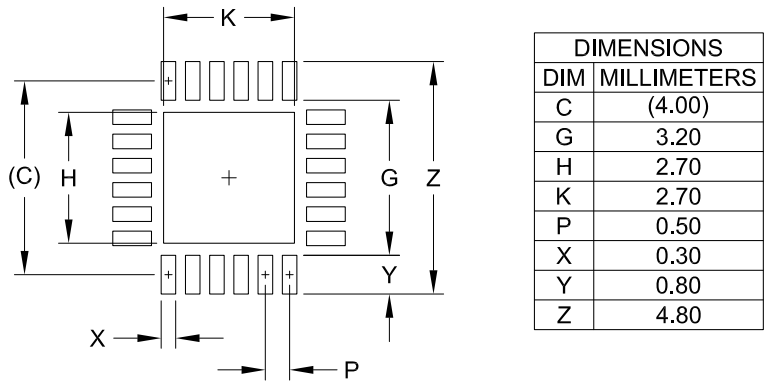 K
(C)
H
G
Z
Y
X
P
DIMENSIONS
DIM MILLIMETERS
C (4.00)
G 3.20
H 2.70
K 2.70
P 0.50
X 0.30
Y 0.80
Z 4.80